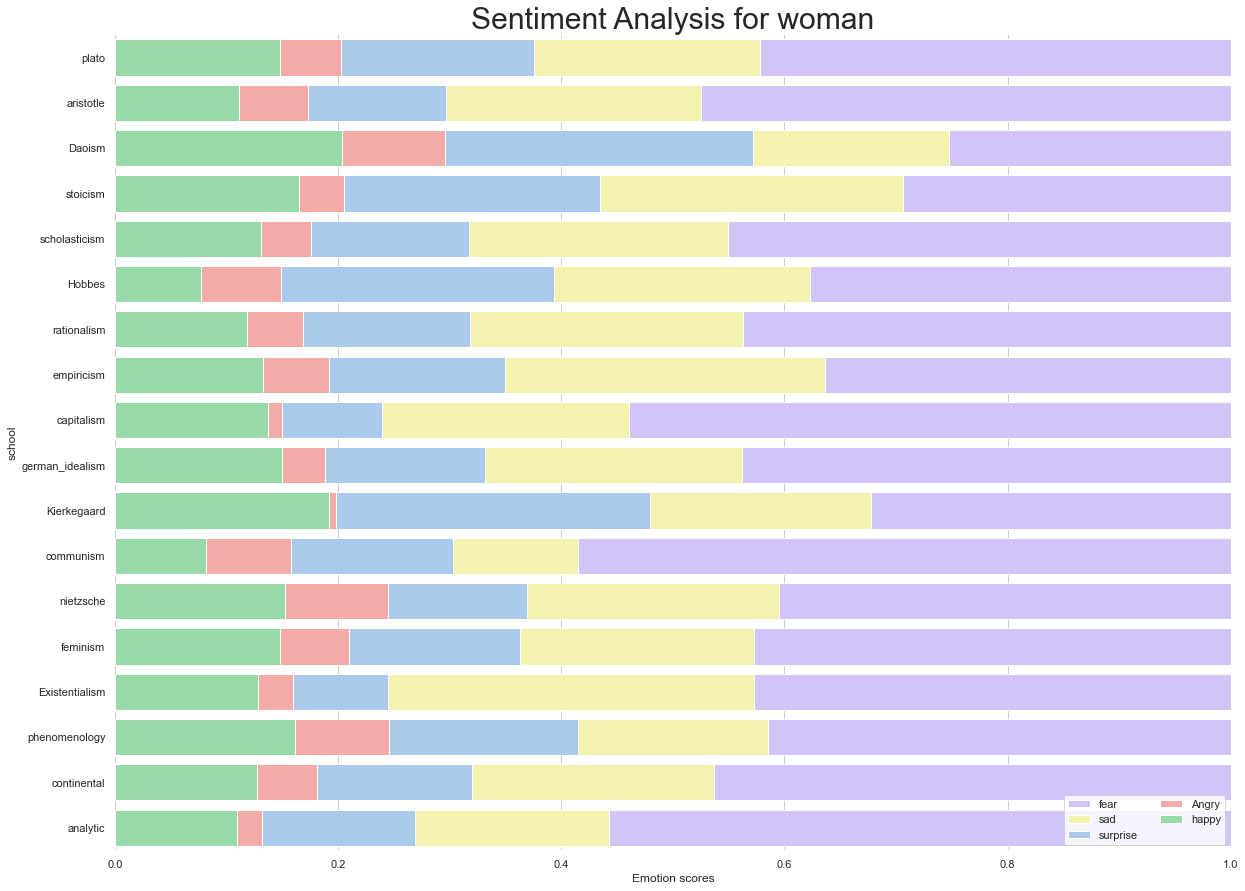 Sentiment Analysis for woman
plato
aristotle
Daoism
stoicism
scholasticism
Hobbes
rationalism
empiricism
capitalism
school
german_idealism
Kierkegaard
communism
nietzsche
feminism
Existentialism
phenomenology
continental
analytic
fear Angry
sad happy
surprise
0.0 0.2 0.4 0.6 0.8 1.0
Emotion scores